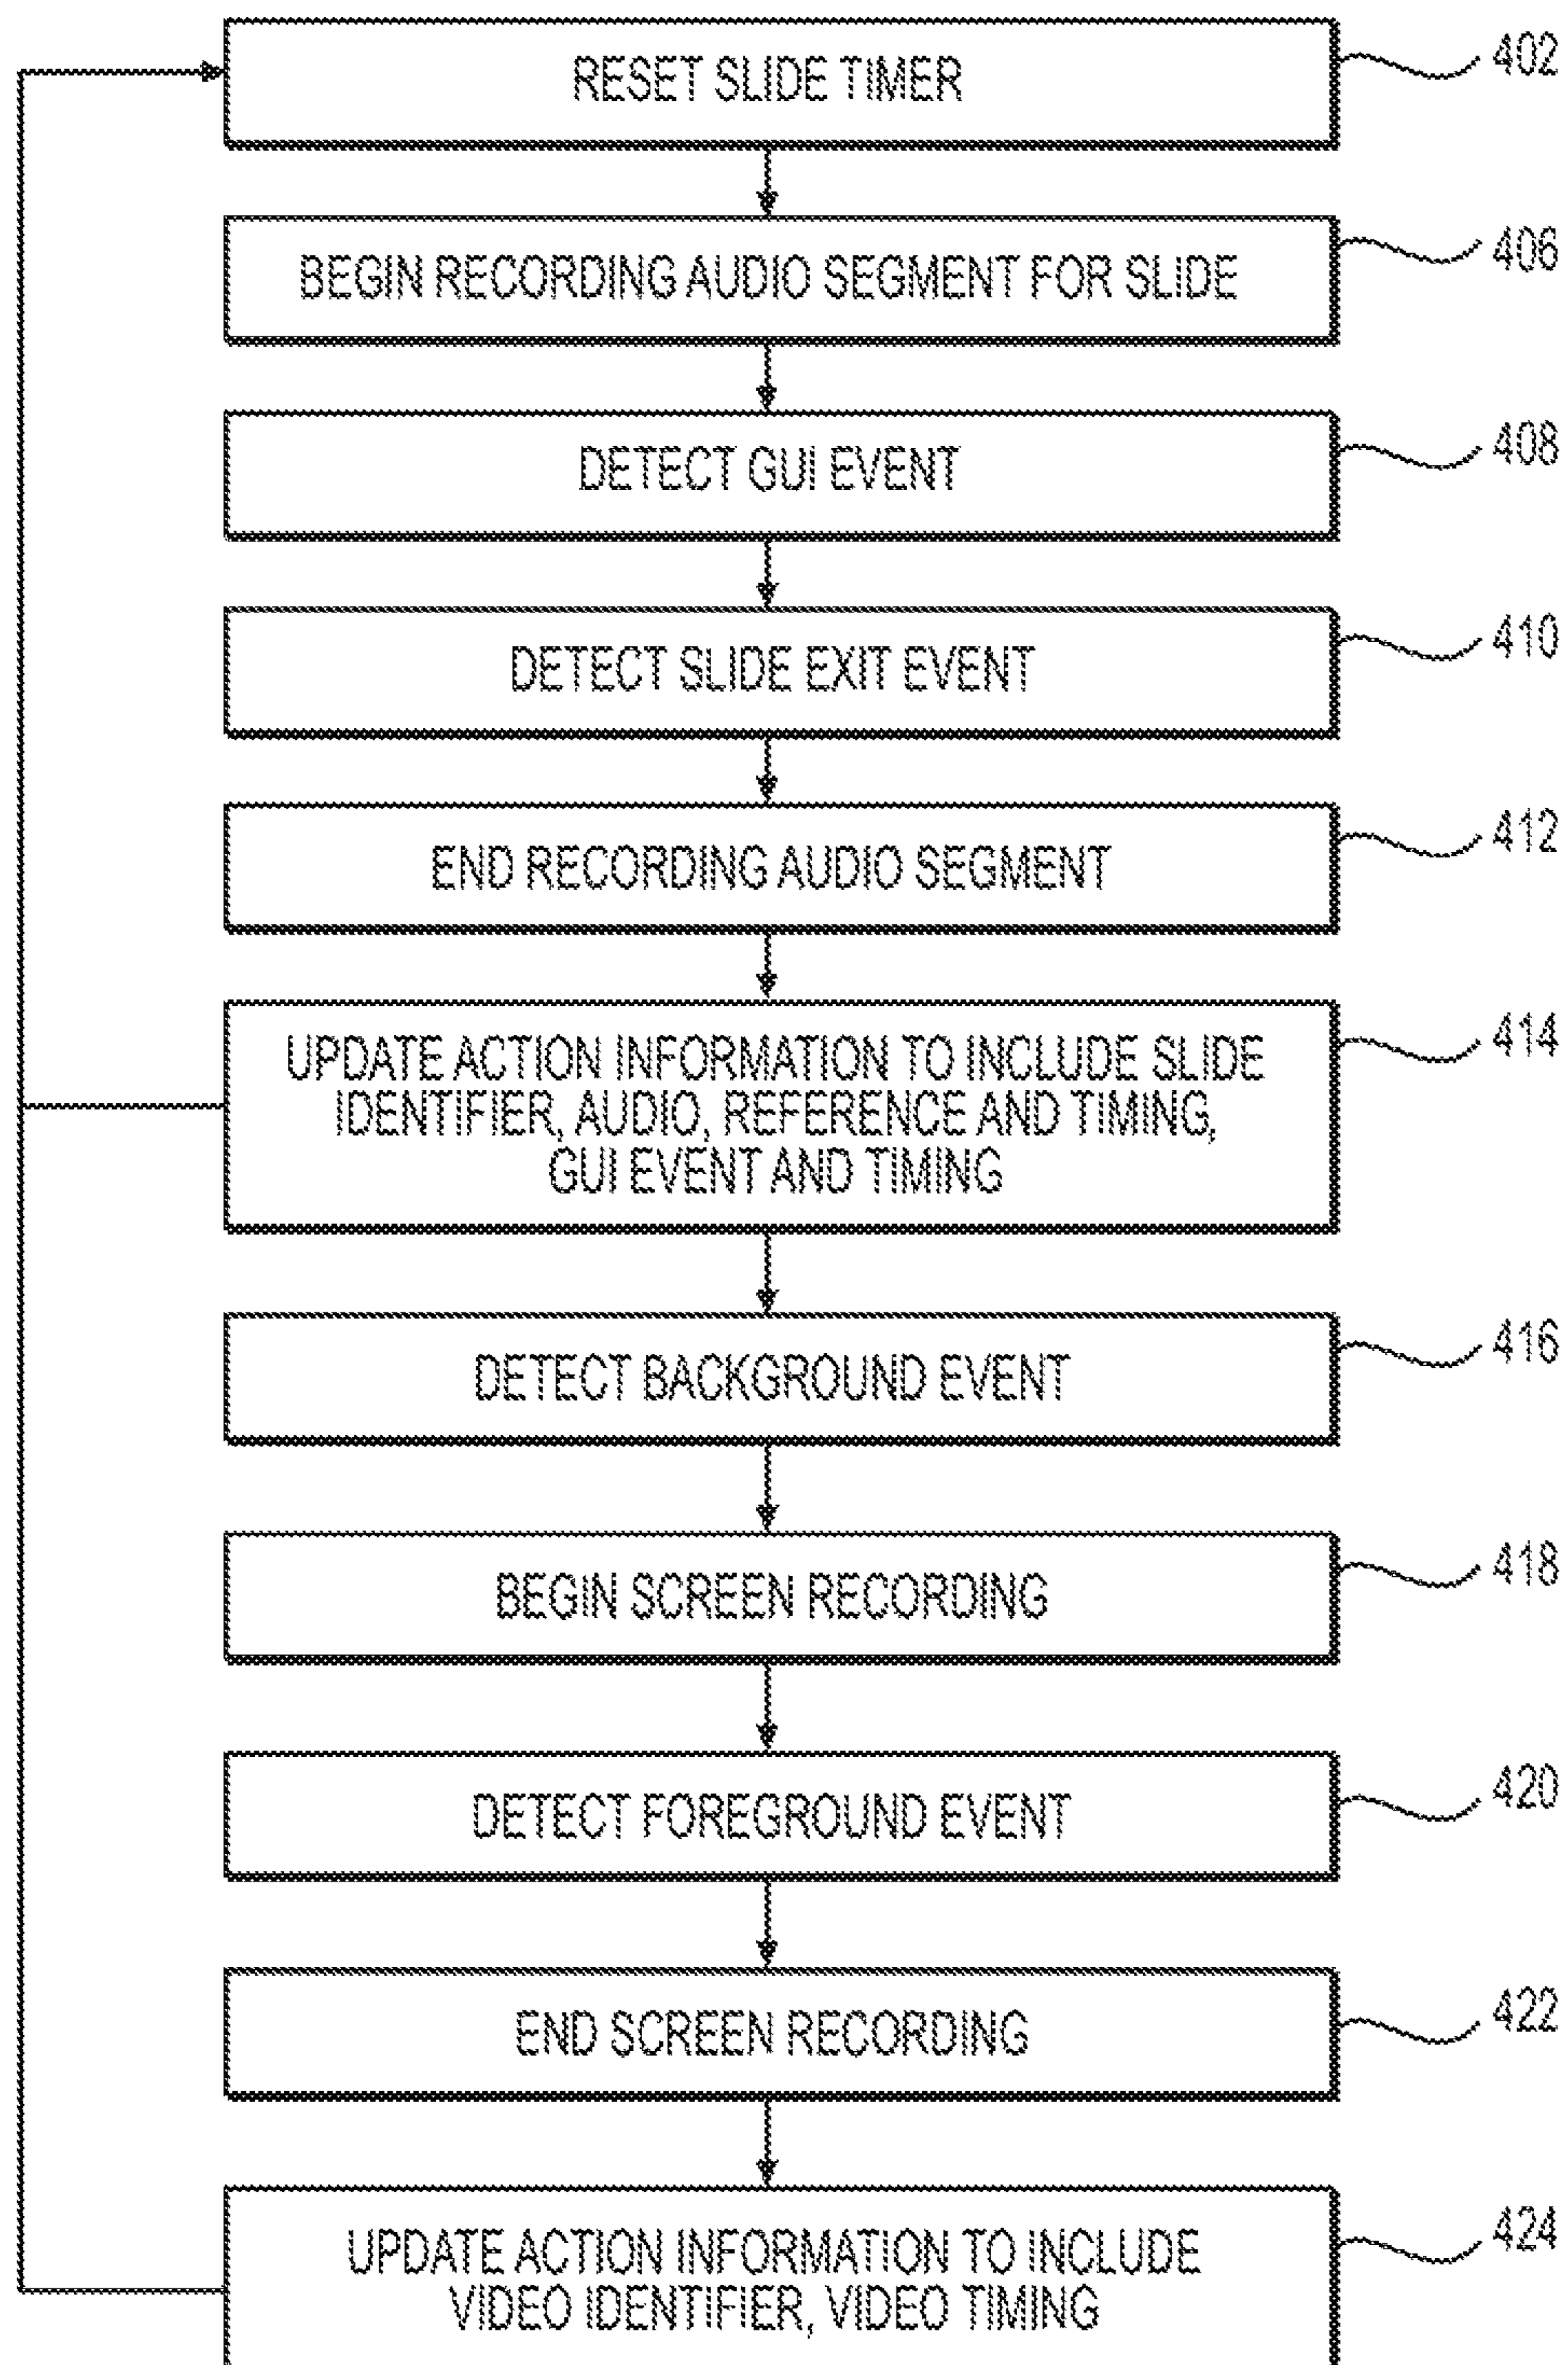 RESET SLIDE TIMER
402
BEGIN RECORDING AUDIO SEGMENT FOR SLIDE
406
DETECT GUI EVENT
408
DETECT SLIDE EXIT EVENT
410
END RECORDING AUDIO SEGMENT
412
UPDATE ACTION INFORMATION TO INCLUDE SLIDE
IDENTIFIER, AUDIO, REFERENCE AND TIMING,
GUI EVENT AND TIMING
414
DETECT BACKGROUND EVENT
416
BEGIN SCREEN RECORDING
418
DETECT FOREGROUND EVENT
420
END SCREEN RECORDING
422
UPDATE ACTION INFORMATION TO INCLUDE
VIDEO IDENTIFIER, VIDEO TIMING
424